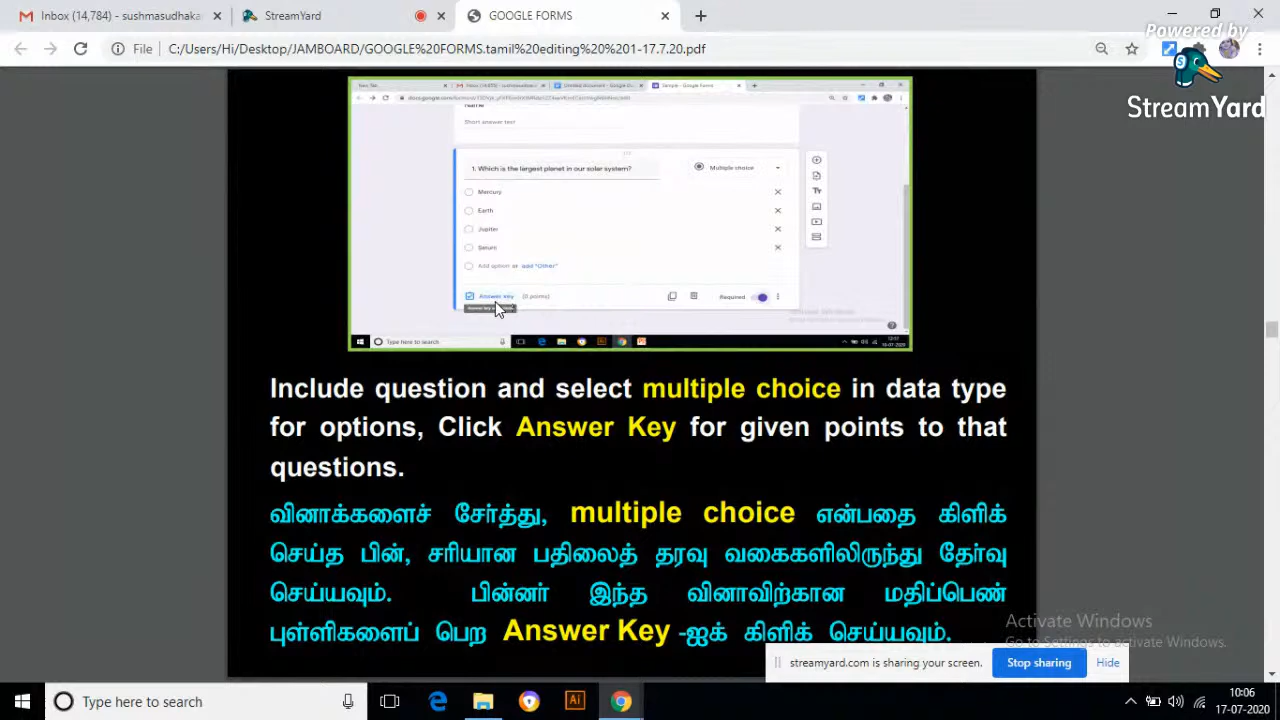 Inbox (14,784) - sushmasudhaka
StreamYard
GOOGLE FORMS
Powered by
File
C:/Users/Hi/Desktop/JAMBOARD/GOOGLE%20FORMS.tamil%20editing%20%201-17.7.20.pdf
StreamYard
Short answer text
1. Which is the largest planet in our solar system?
Multiple choice
Mercury
Earth
Jupiter
Saturn
Add option or add "Other"
Answer key (0 points)
Required
Type here to search
Include question and select multiple choice in data type
for options, Click Answer Key for given points to that
questions.
வினாக்களைச் சேர்த்து, multiple choice என்பதை கிளிக்
செய்த பின், சரியான பதிலைத் தரவு வகைகளிலிருந்து தேர்வு
செய்யவும். பின்னர் இந்த வினாவிற்கான மதிப்பெண்
புள்ளிகளைப் பெற Answer Key -ஐக் கிளிக் செய்யவும்.
Activate Windows
Go to Settings to activate Windows.
streamyard.com is sharing your screen.
Stop sharing
Hide
Type here to search
10:06
17-07-2020